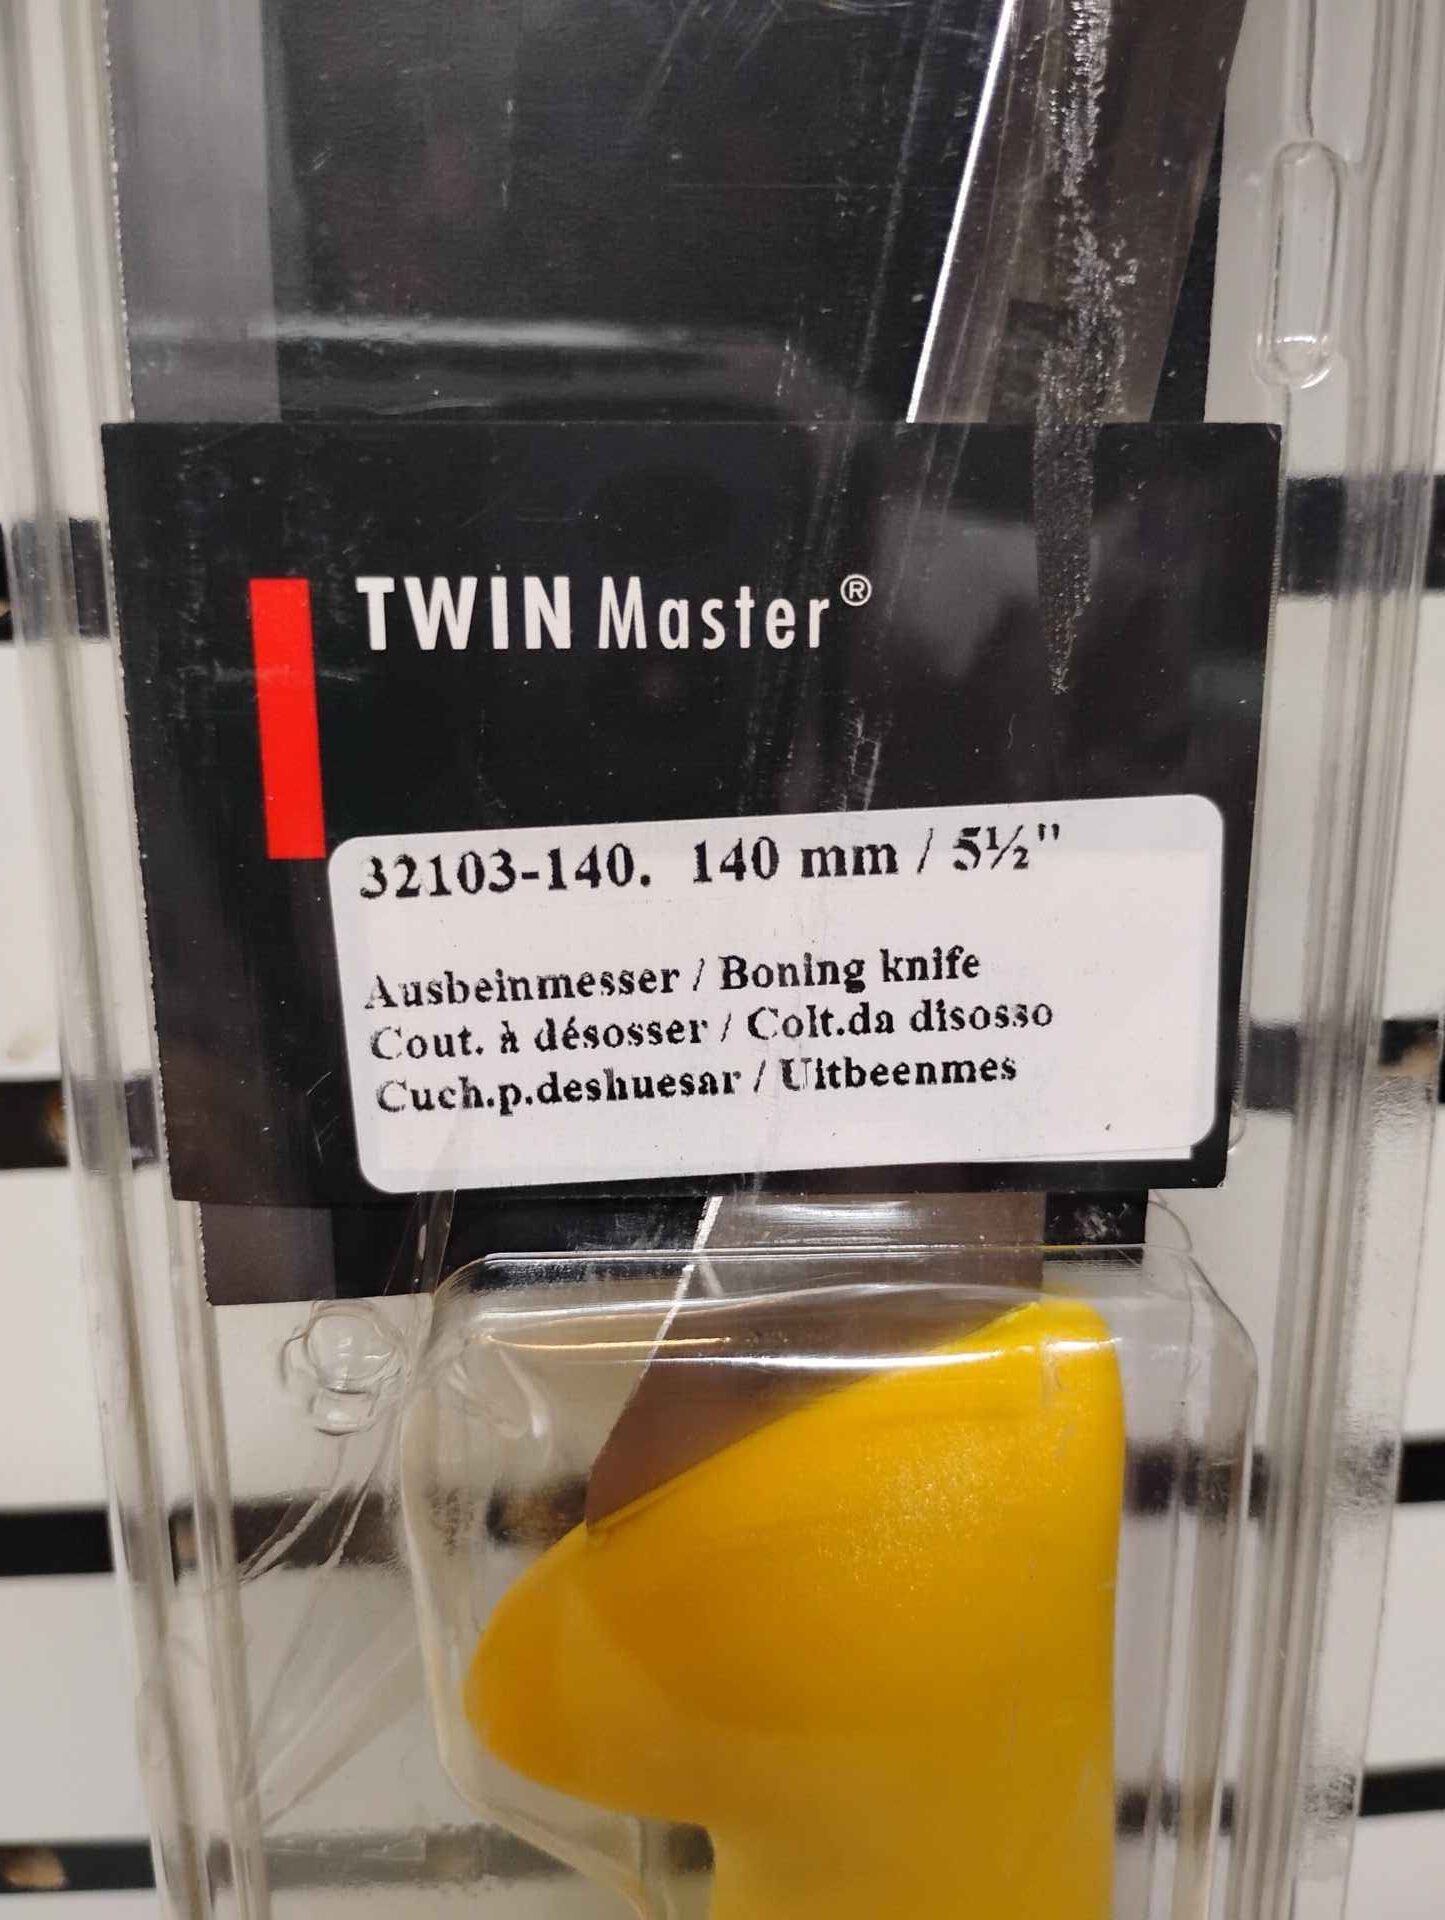 TWIN Master®
32103-140. 140 mm / 5½"
Ausbeinmesser / Boning knife
Cout. à désosser / Colt.da disosso
Cuch.p.deshuesar / Uitbeenmes